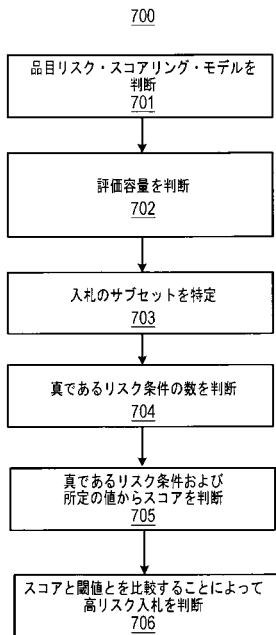 700
品目リスク・スコアリング・モデルを
判断
701
評価容量を判断
702
入札のサブセットを特定
703
真であるリスク条件の数を判断
704
真であるリスク条件および
所定の値からスコアを判断
705
スコアと閾値とを比較することによって
高リスク入札を判断
706